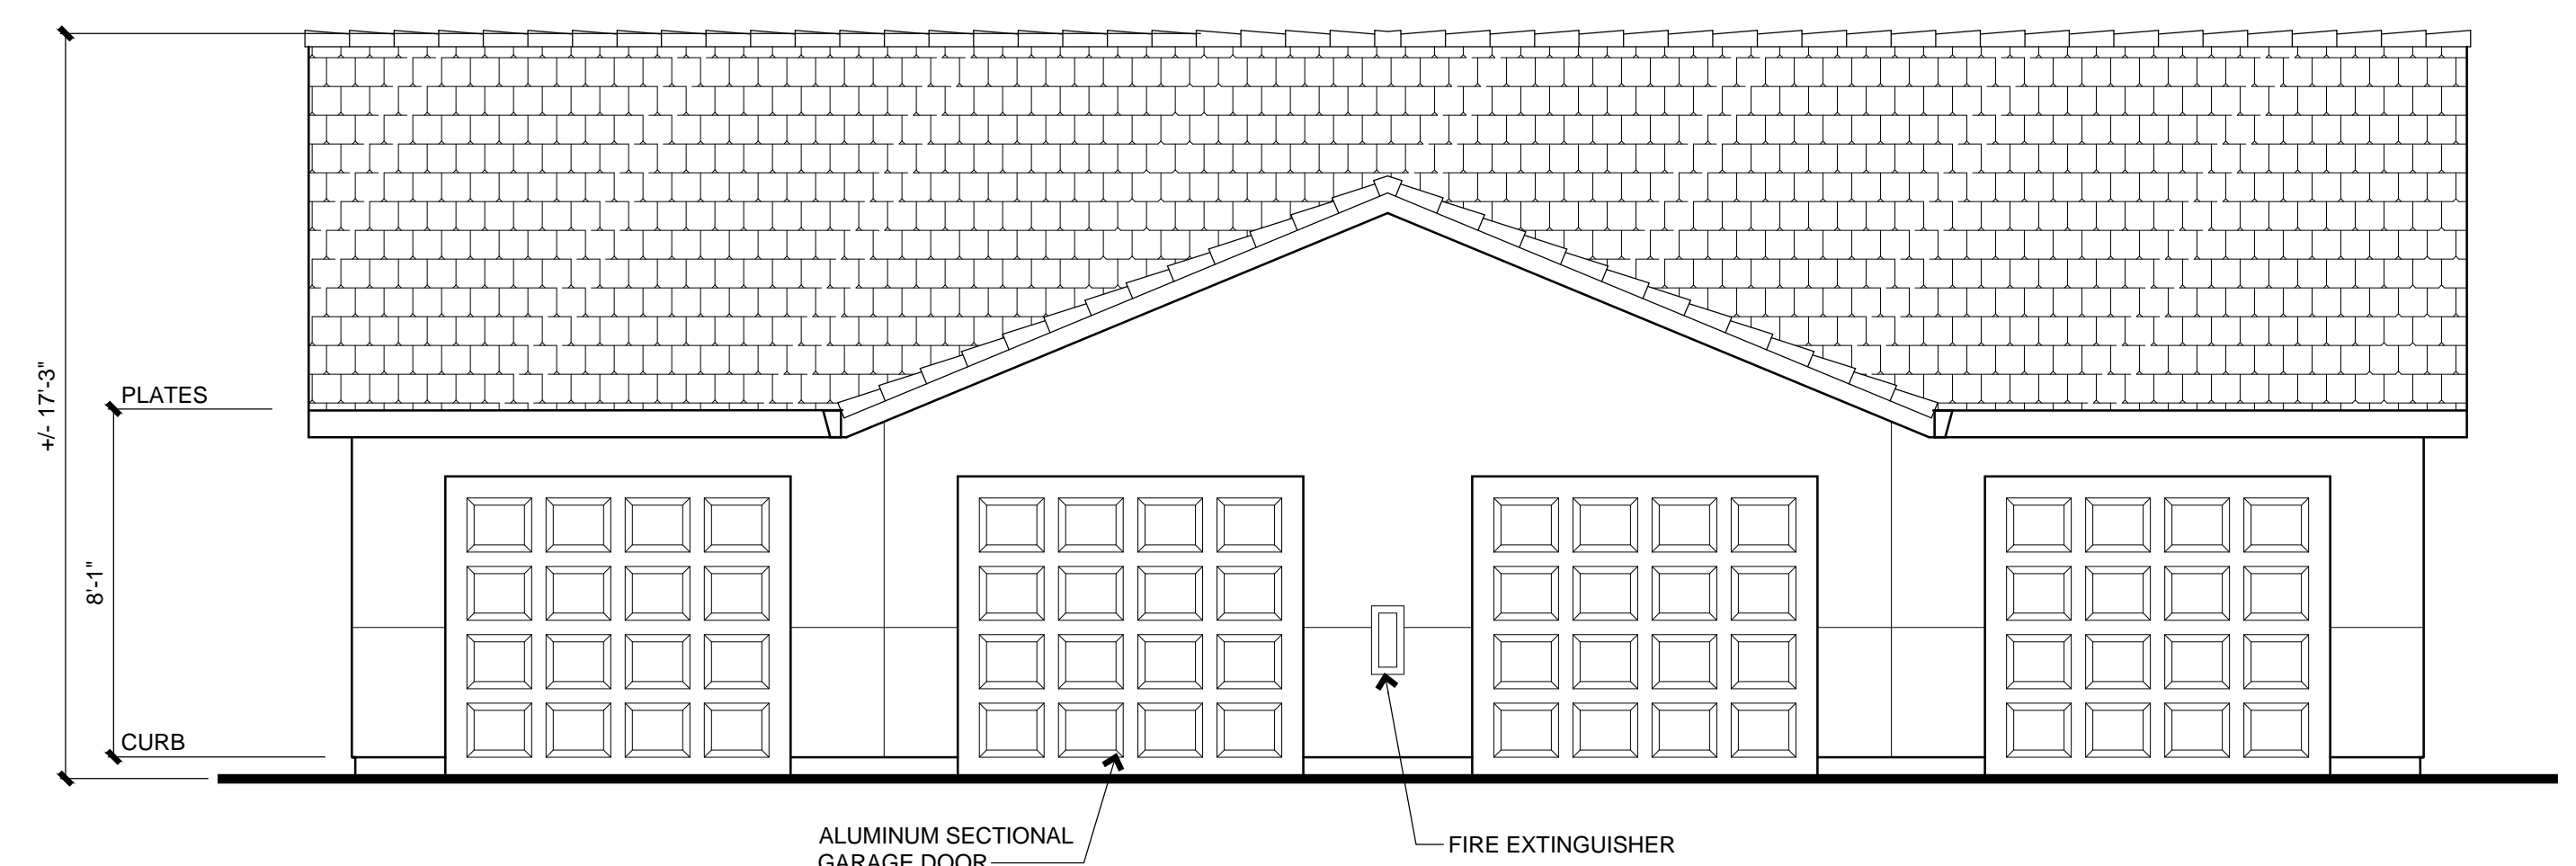 +/- 17'-3"
PLATES
8'-1"
CURB
ALUMINUM SECTIONAL
GARAGE DOOR
FIRE EXTINGUISHER